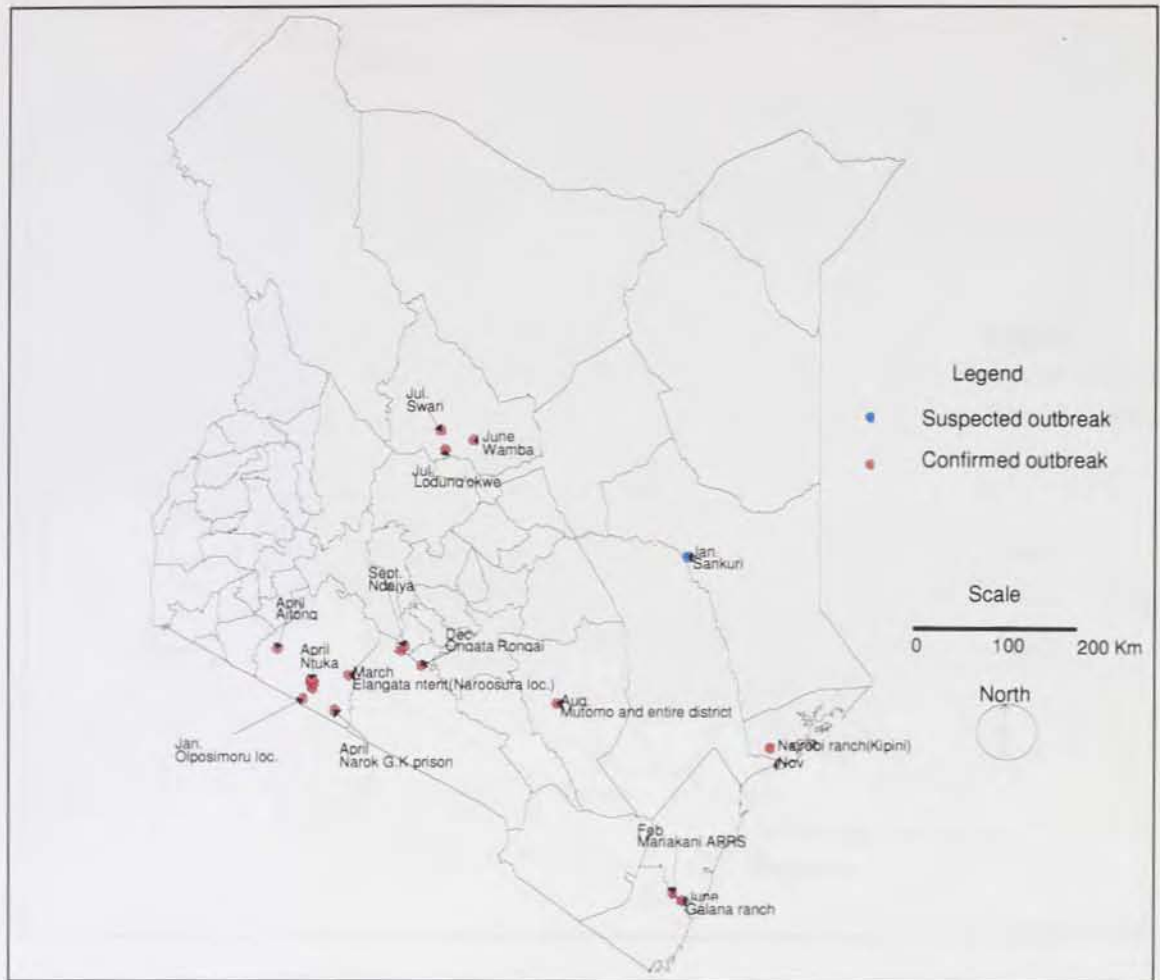 Jul.
Swari
June
Wamba
Jul.
Lodung'okwe
Legend
Suspected outbreak
Confirmed outbreak
Jan.
Sankuri
Scale
0 100 200 Km
North
Sept.
Ndeiya
April
Aitong
Dec
Ongata Rongai
April
Ntuka
March
Elangata ntent(Naroosura loc.)
Aug.
Mutomo and entire district
Jan.
Olposimoru loc.
April
Narok G.K.prison
Nairobi ranch(Kipini)
Nov
Feb
Mariakani ARRS
June
Galana ranch